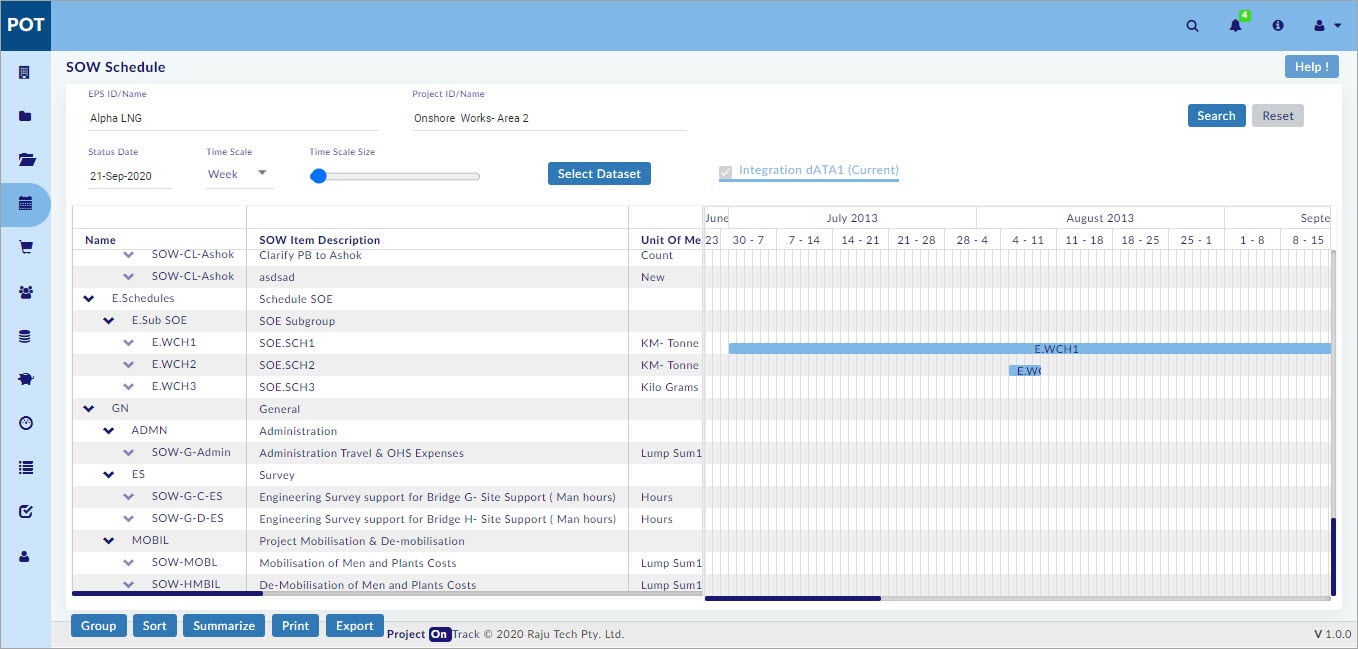 POT
4
SOW Schedule
Help !
EPS ID/Name
Project ID/Name
Alpha LNG
Onshore Works- Area 2
Search
Reset
Status Date
Time Scale
Time Scale Size
21-Sep-2020
Week
Select Dataset
Integration dATA1 (Current)
June
July 2013
August 2013
Septe
Name
SOW Item Description
Unit Of Me
23
30 - 7
7 - 14
14 - 21
21 - 28
28 - 4
4 - 11
11 - 18
18 - 25
25 - 1
1 - 8
8 - 15
SOW-CL-Ashok Clarify PB to Ashok Count
SOW-CL-Ashok asdsad New
E.Schedules Schedule SOE
E.Sub SOE SOE Subgroup
E.WCH1 SOE.SCH1 KM- Tonne E.WCH1
E.WCH2 SOE.SCH2 KM- Tonne E.WC
E.WCH3 SOE.SCH3 Kilo Grams
GN General
ADMN Administration
SOW-G-Admin Administration Travel & OHS Expenses Lump Sum1
ES Survey
SOW-G-C-ES Engineering Survey support for Bridge G- Site Support ( Man hours) Hours
SOW-G-D-ES Engineering Survey support for Bridge H- Site Support ( Man hours) Hours
MOBIL Project Mobilisation & De-mobilisation
SOW-MOBL Mobilisation of Men and Plants Costs Lump Sum1
SOW-HMBIL De-Mobilisation of Men and Plants Costs Lump Sum1
Group
Sort
Summarize
Print
Export
Project On Track © 2020 Raju Tech Pty. Ltd.
V 1.0.0